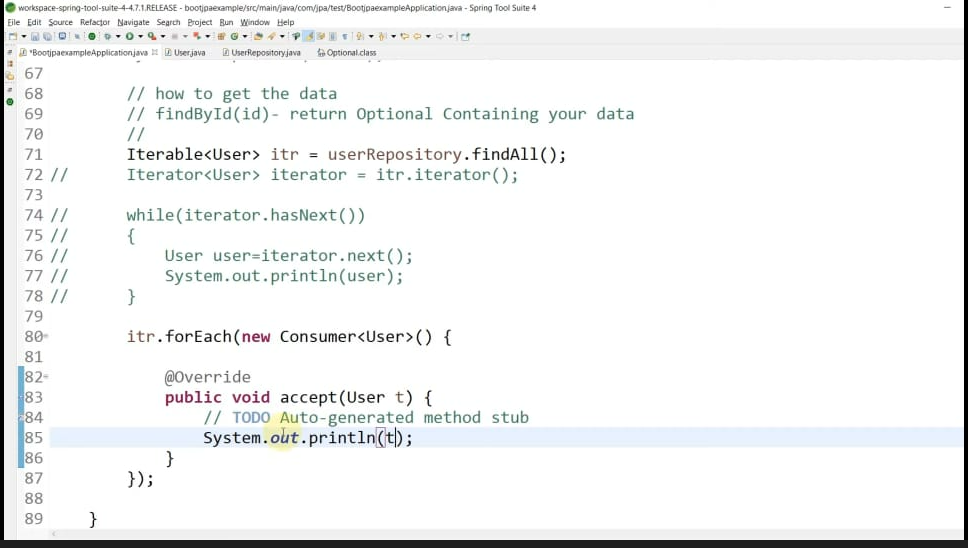 workspace-spring-tool-suite-4-4.7.1.RELEASE - bootjpaexample/src/main/java/com/jpa/test/BootjpaexampleApplication.java - Spring Tool Suite 4
File Edit Source Refactor Navigate Search Project Run Window Help
*BootjpaexampleApplication.java User.java UserRepository.java Optional.class
67
68 // how to get the data
69 // findById(id)- return Optional Containing your data
70 //
71 Iterable<User> itr = userRepository.findAll();
72 // Iterator<User> iterator = itr.iterator();
73
74 // while(iterator.hasNext())
75 // {
76 // User user=iterator.next();
77 // System.out.println(user);
78 // }
79
80 itr.forEach(new Consumer<User>() {
81
82 @Override
83 public void accept(User t) {
84 // TODO Auto-generated method stub
85 System.out.println(t);
86 }
87 });
88
89 }